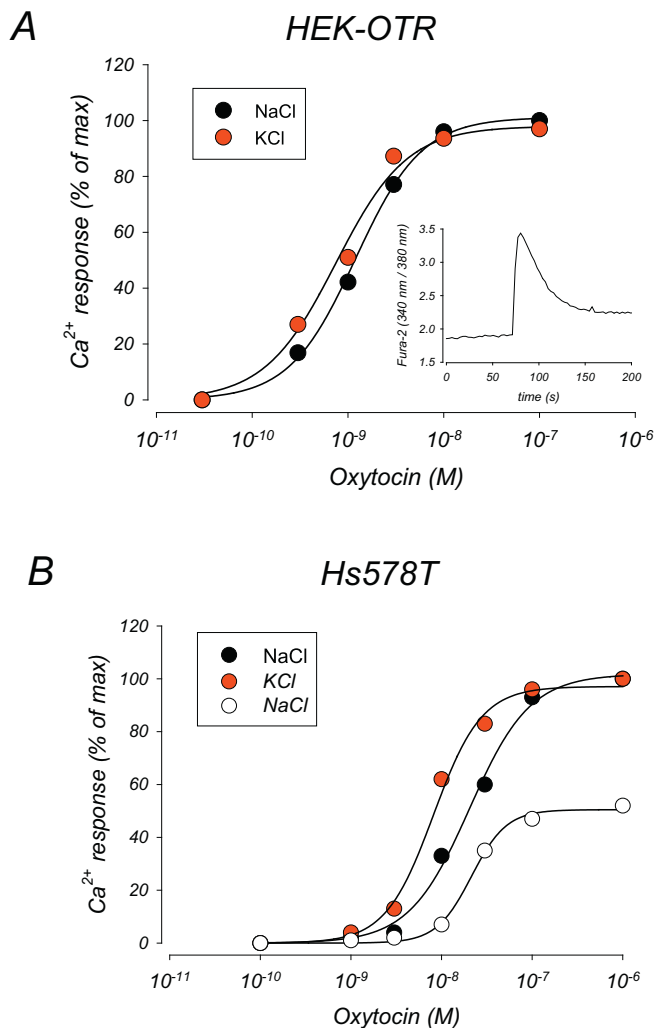 A
HEK-OTR
Ca²⁺ response (% of max)
120
100
80
60
40
20
0
NaCl
KCl
Fura-2 (340 nm / 380 nm)
3.5
3.0
2.5
2.0
1.5
0 50 100 150 200
time (s)
10⁻¹¹ 10⁻¹⁰ 10⁻⁹ 10⁻⁸ 10⁻⁷ 10⁻⁶
Oxytocin (M)
B
Hs578T
Ca²⁺ response (% of max)
120
100
80
60
40
20
0
NaCl
KCl
NaCl
10⁻¹¹ 10⁻¹⁰ 10⁻⁹ 10⁻⁸ 10⁻⁷ 10⁻⁶
Oxytocin (M)